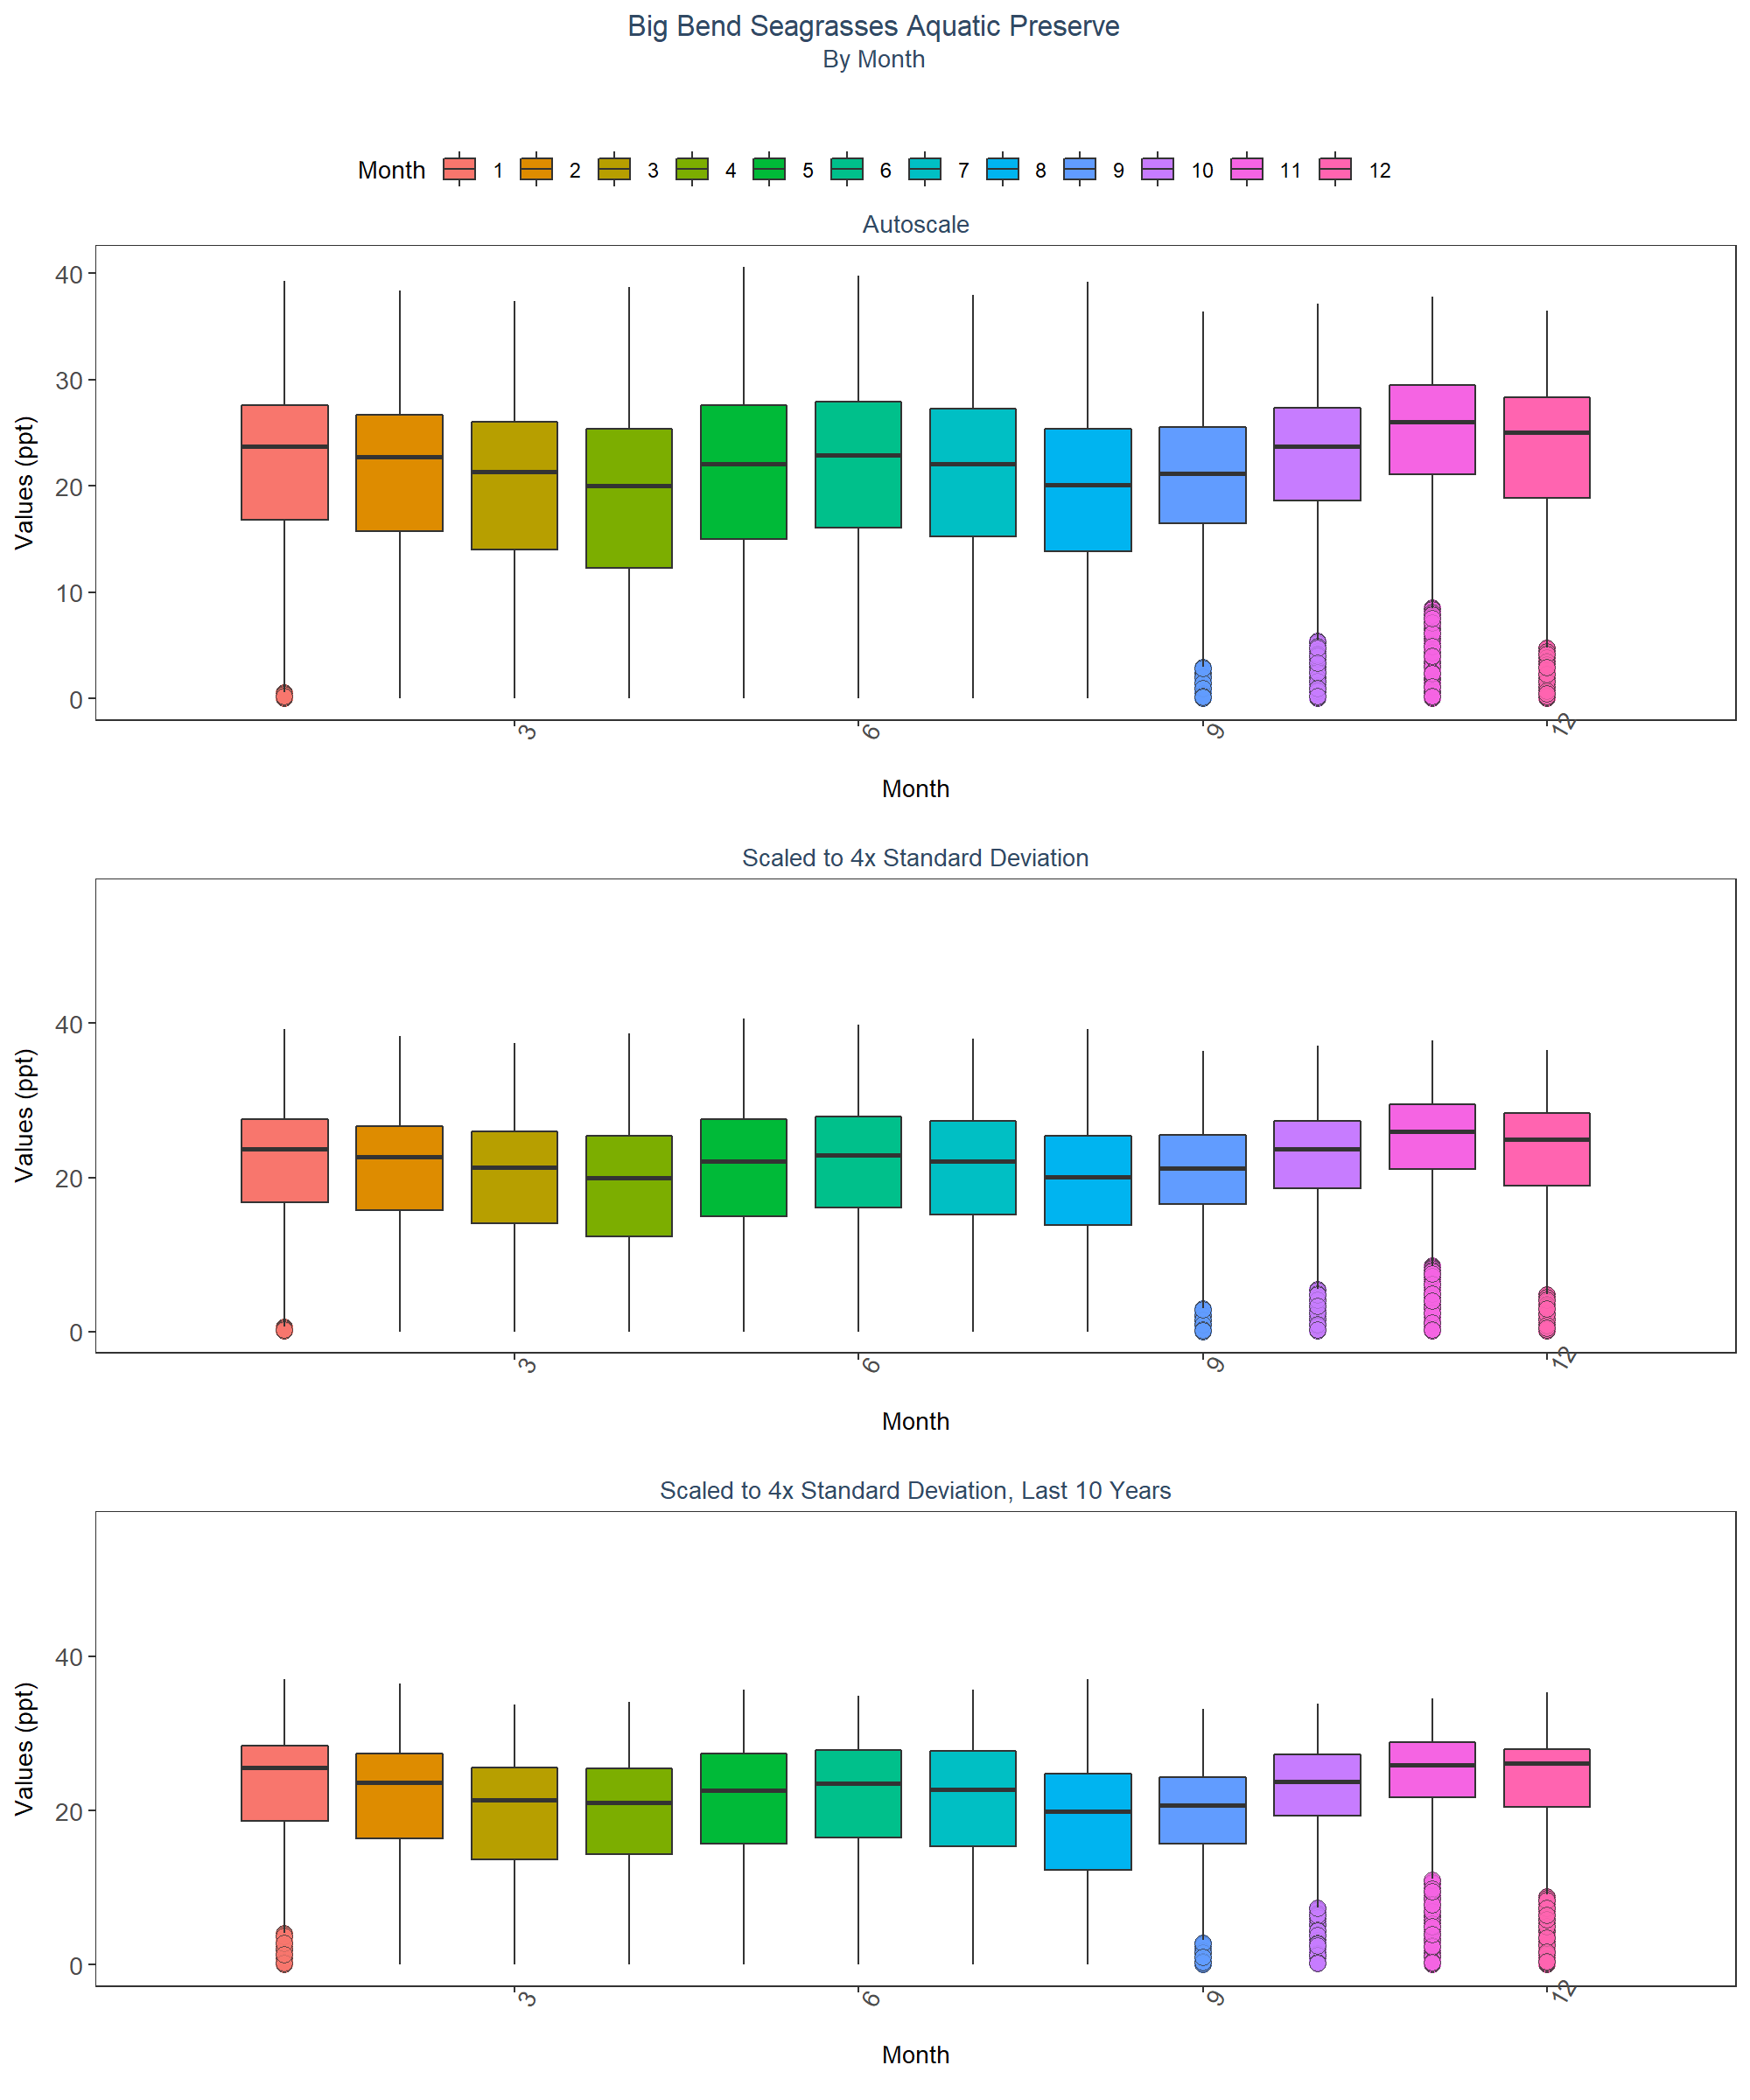 Big Bend Seagrasses Aquatic Preserve
By Month
Month 1 2 3 4 5 6 7 8 9 10 11 12
Autoscale
Values (ppt)
40
30
20
10
0
3 6 9 12
Month
Scaled to 4x Standard Deviation
Values (ppt)
40
20
0
3 6 9 12
Month
Scaled to 4x Standard Deviation, Last 10 Years
Values (ppt)
40
20
0
3 6 9 12
Month